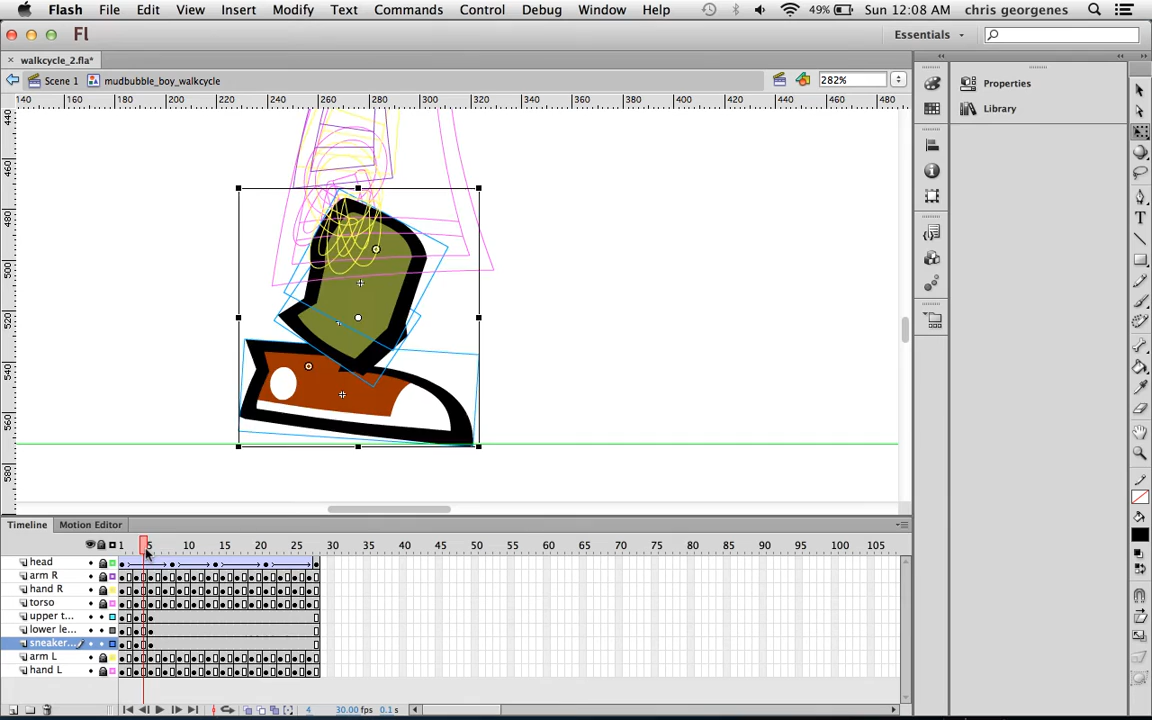 Flash File Edit View Insert Modify Text Commands Control Debug Window Help 49% Sun 12:08 AM chris georgenes
Fl Essentials
× walkcycle_2.fla*
Scene 1 mudbubble_boy_walkcycle 282%
140 160 180 200 220 240 260 280 300 320 340 360 380 400 420 440 460 480
440
460
480
500
520
540
560
580
Properties
Library
Timeline Motion Editor
1 5 10 15 20 25 30 35 40 45 50 55 60 65 70 75 80 85 90 95 100 105
head
arm R
hand R
torso
upper t...
lower le...
sneaker...
arm L
hand L
4 30.00 fps 0.1 s